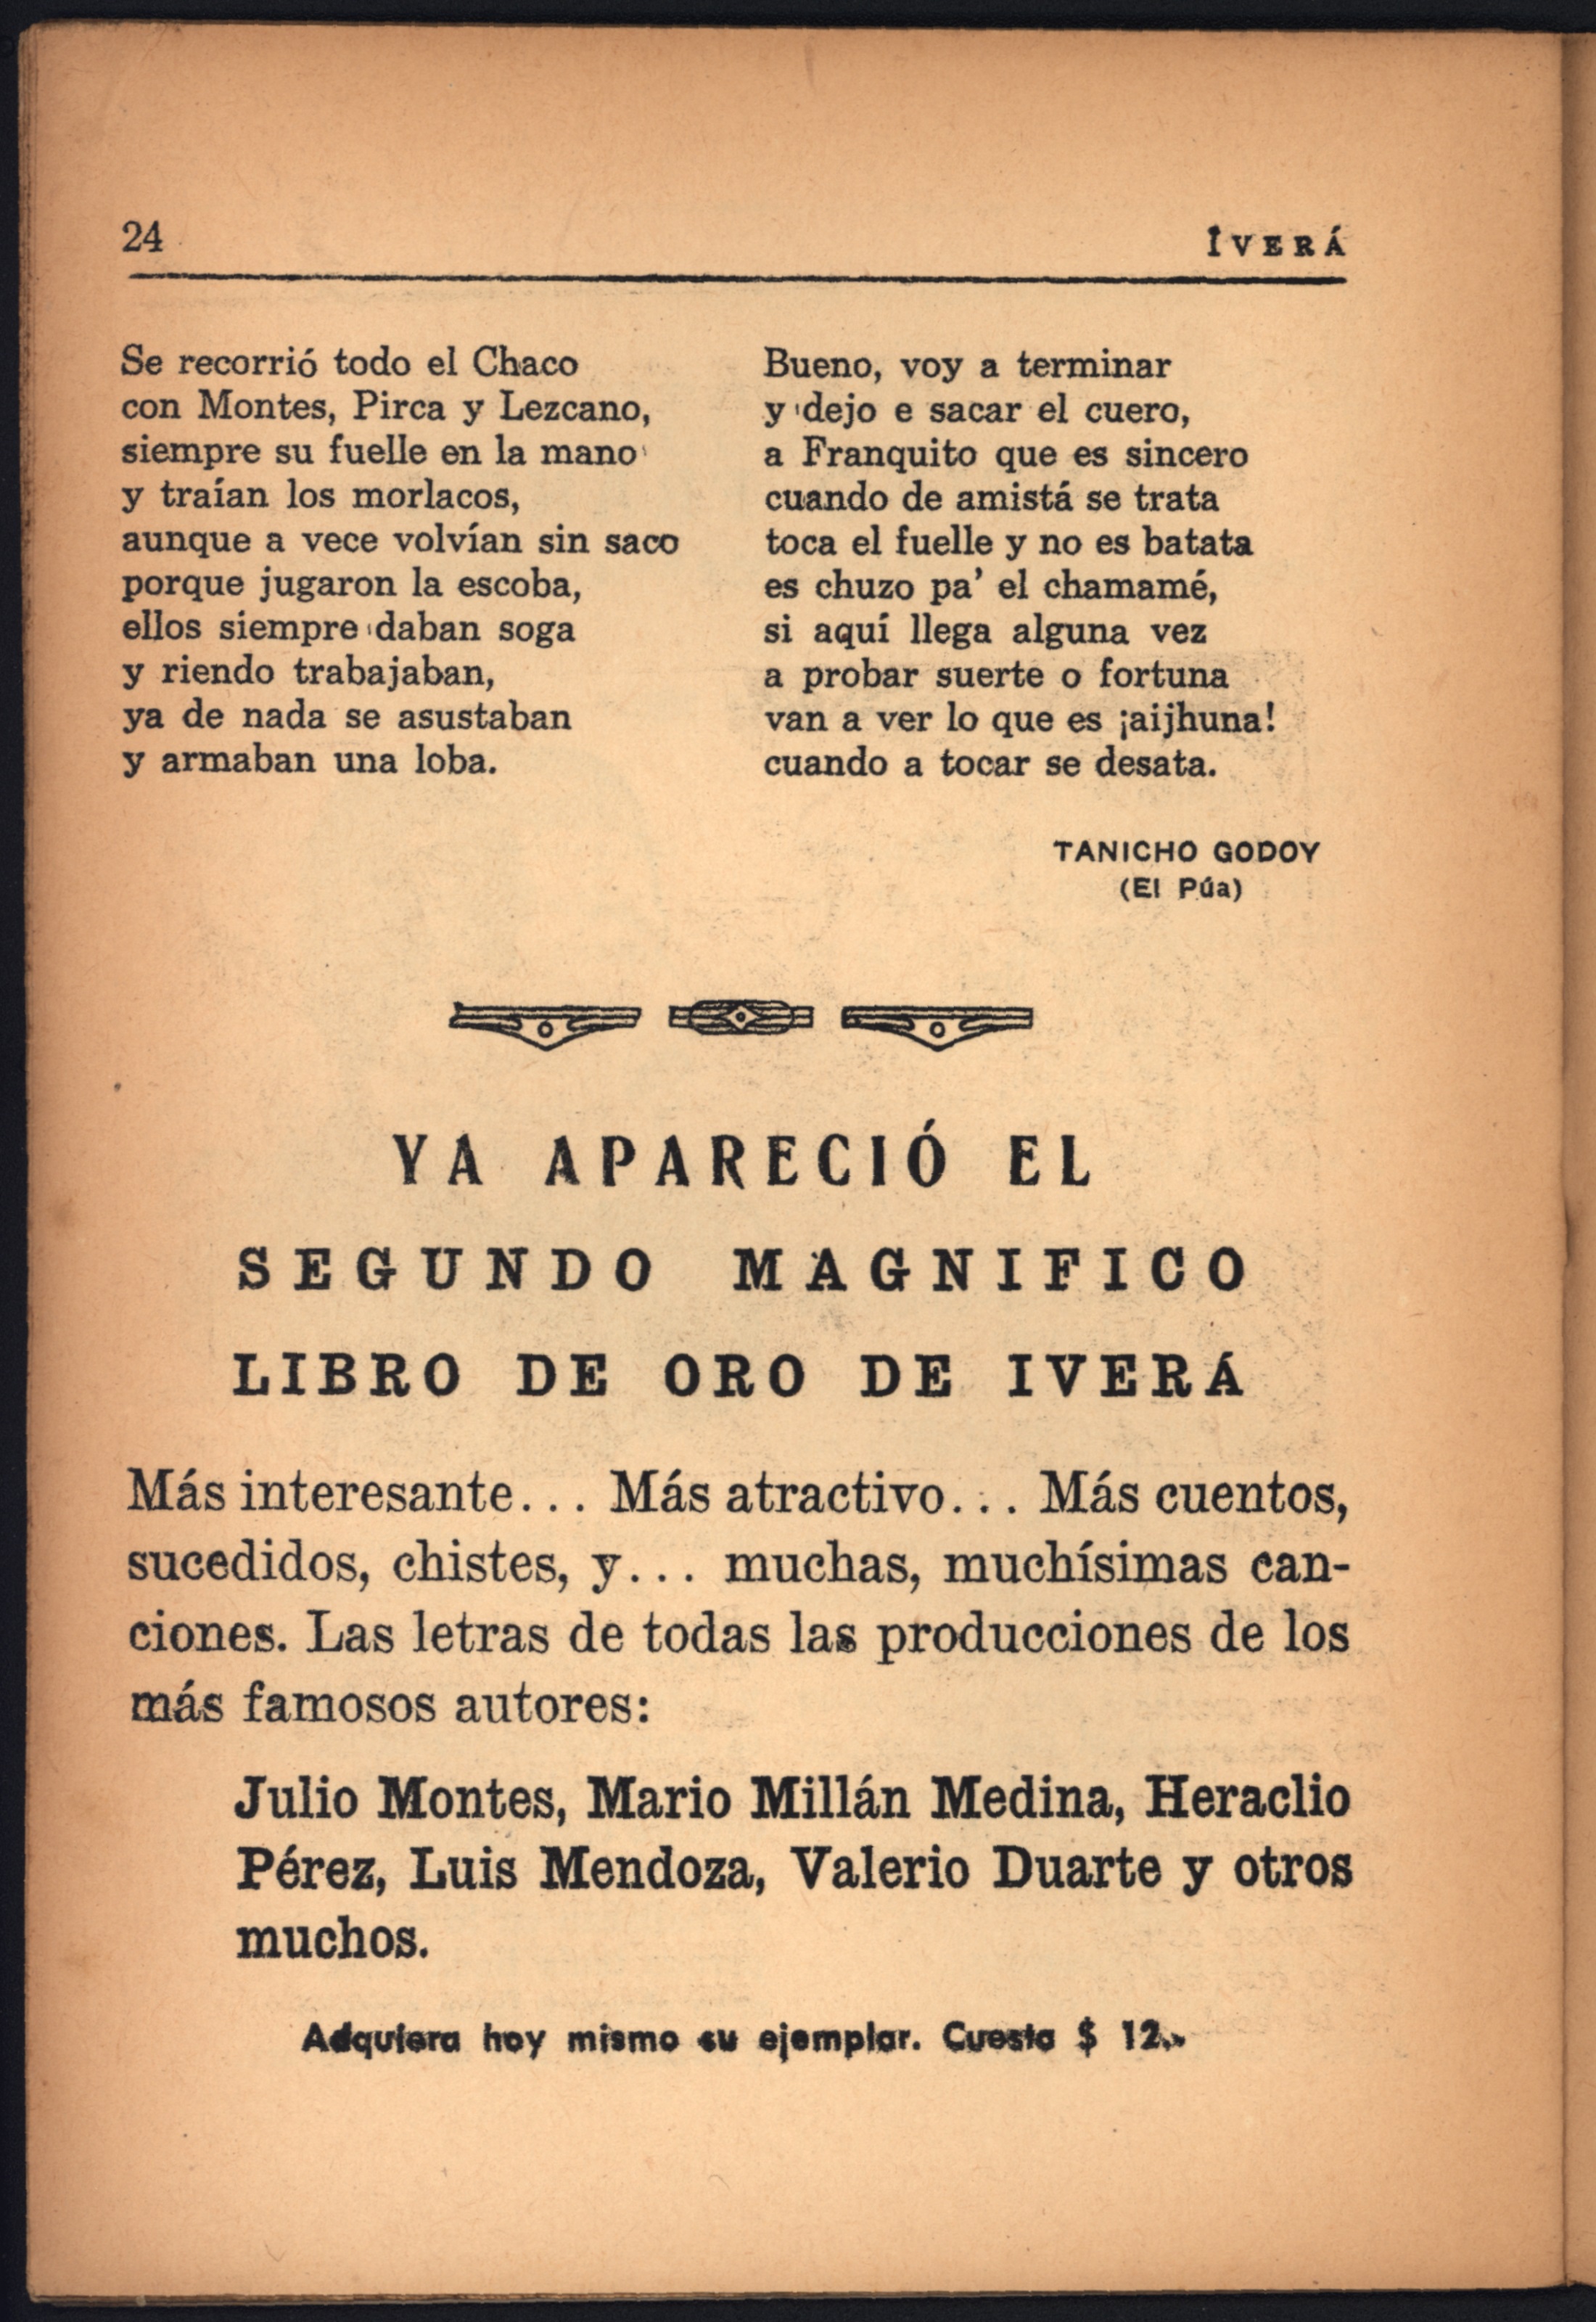 24
ÎVERÁ
Se recorrió todo el Chaco
con Montes, Pirca y Lezcano,
siempre su fuelle en la mano
y traían los morlacos,
aunque a vece volvían sin saco
porque jugaron la escoba,
ellos siempre daban soga
y riendo trabajaban,
ya de nada se asustaban
y armaban una loba.
Bueno, voy a terminar
y dejo e sacar el cuero,
a Franquito que es sincero
cuando de amistá se trata
toca el fuelle y no es batata
es chuzo pa' el chamamé,
si aquí llega alguna vez
a probar suerte o fortuna
van a ver lo que es ¡aijhuna!
cuando a tocar se desata.
TANICHO GODOY
(El Púa)
YA APARECIÓ EL
SEGUNDO MAGNIFICO
LIBRO DE ORO DE IVERÁ
Más interesante... Más atractivo... Más cuentos,
sucedidos, chistes, y... muchas, muchísimas can-
ciones. Las letras de todas las producciones de los
más famosos autores:
Julio Montes, Mario Millán Medina, Heraclio
Pérez, Luis Mendoza, Valerio Duarte y otros
muchos.
Adquiera hoy mismo su ejemplar. Cuesta $ 12.-